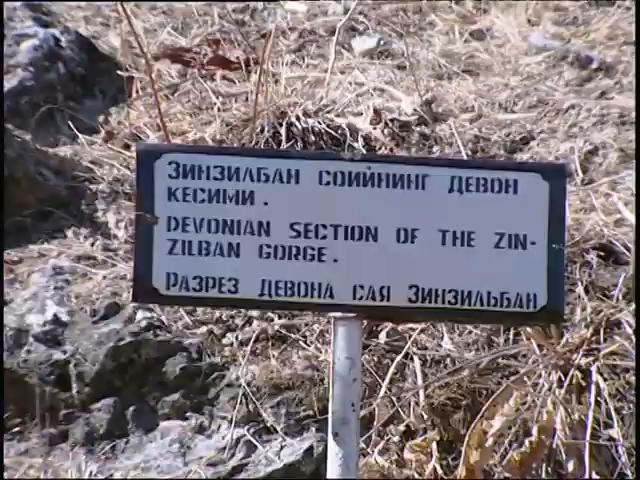 ЗИНЗИЛБАН СОЙИНИНГ ДЕВОН
КЕСИМИ.
DEVONIAN SECTION OF THE ZIN-
ZILBAN GORGE.
РАЗРЕЗ ДЕВОНА САЯ ЗИНЗИЛЬБАН